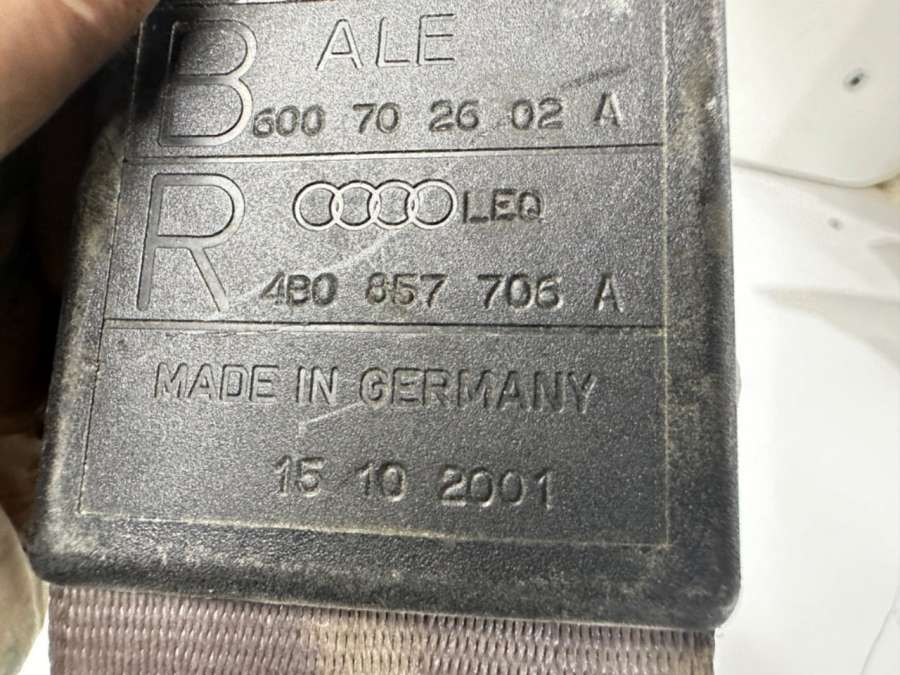 B ALE
600 70 26 02 A
R LEQ
4B0 857 706 A
MADE IN GERMANY
15 10 2001